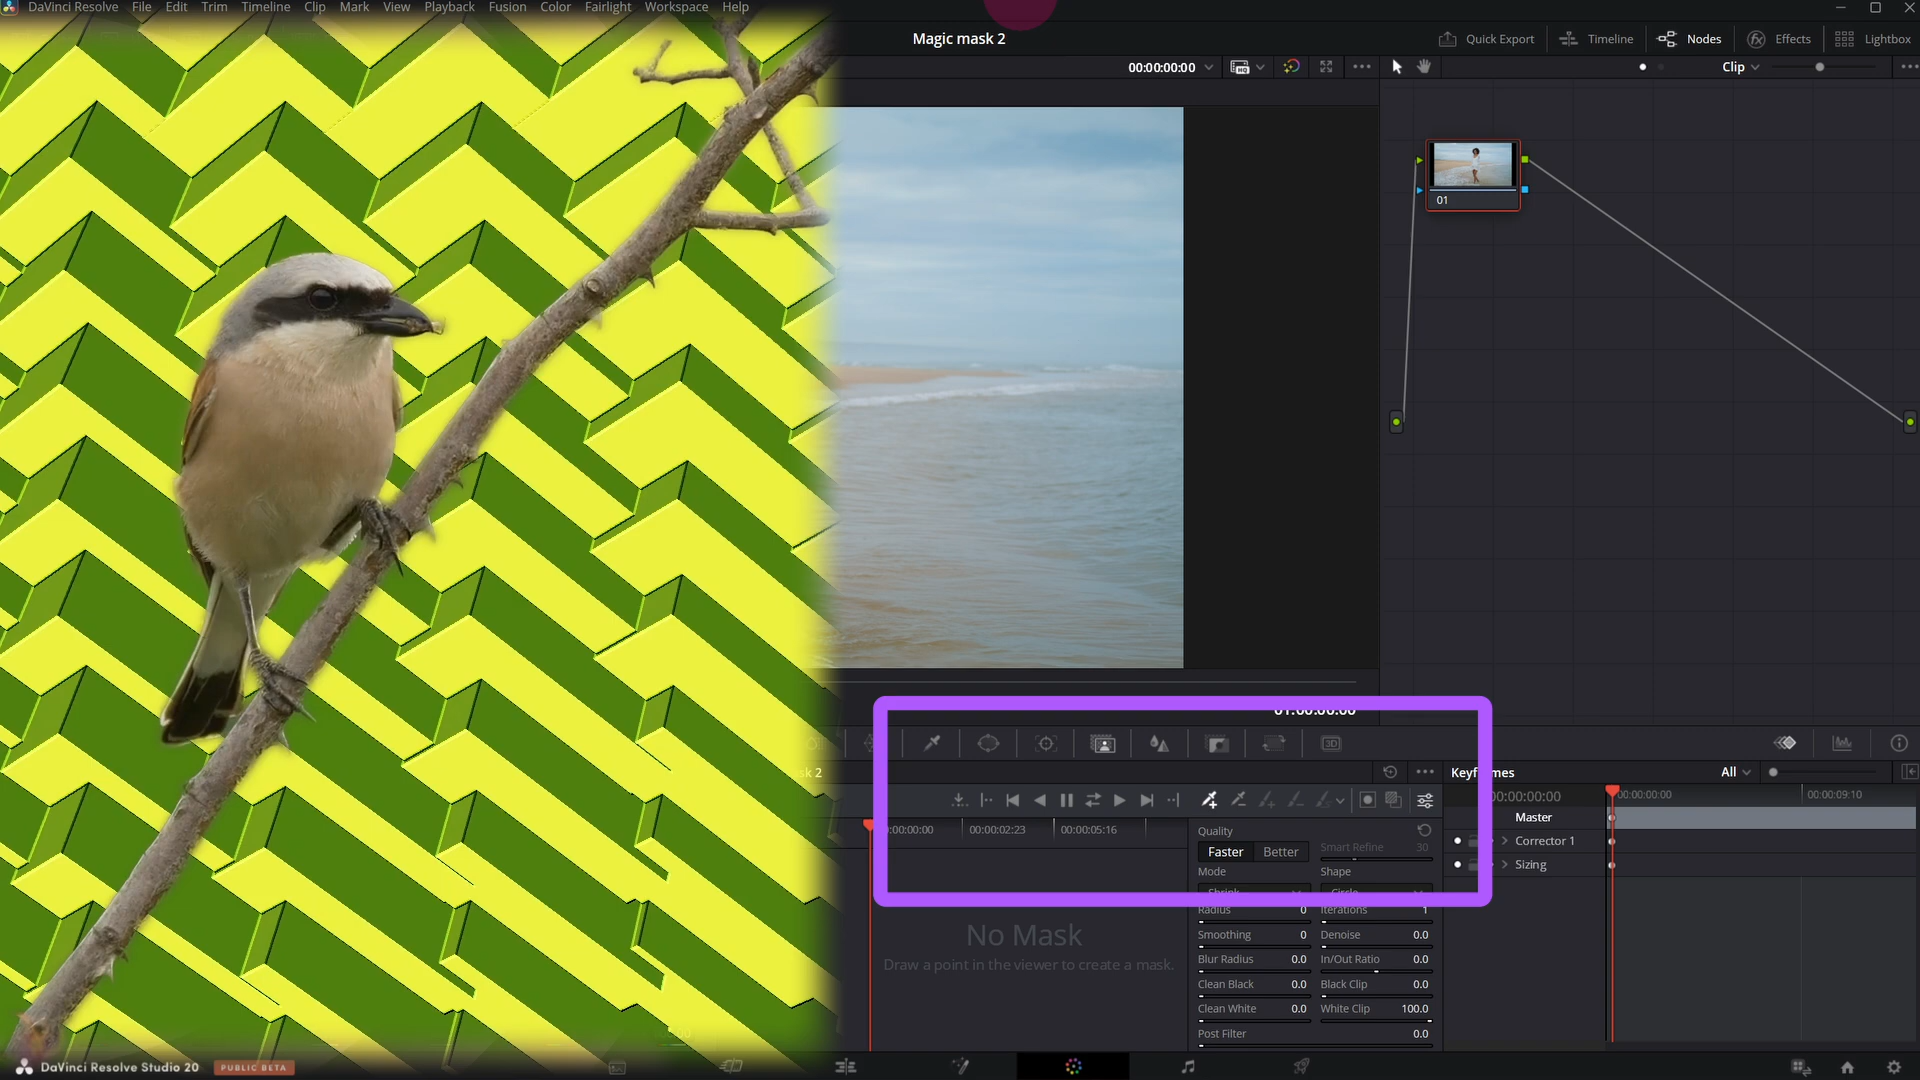 DaVinci Resolve File Edit Trim Timeline Clip Mark View Playback Fusion Color Fairlight Workspace Help
Magic mask 2
Quick Export Timeline Nodes Effects Lightbox
00:00:00:00
Clip
01
01:00:00:00
3D
sk 2
Keyframes
All
00:00:00:00
00:00:00:00 00:00:09:10
Master
Corrector 1
Sizing
:00:00:00 00:00:02:23 00:00:05:16
Quality
Faster Better
Smart Refine 30
Mode Shape
Shrink Circle
Radius 0 Iterations 1
Smoothing 0 Denoise 0.0
Blur Radius 0.0 In/Out Ratio 0.0
Clean Black 0.0 Black Clip 0.0
Clean White 0.0 White Clip 100.0
Post Filter 0.0
No Mask
Draw a point in the viewer to create a mask.
DaVinci Resolve Studio 20 PUBLIC BETA